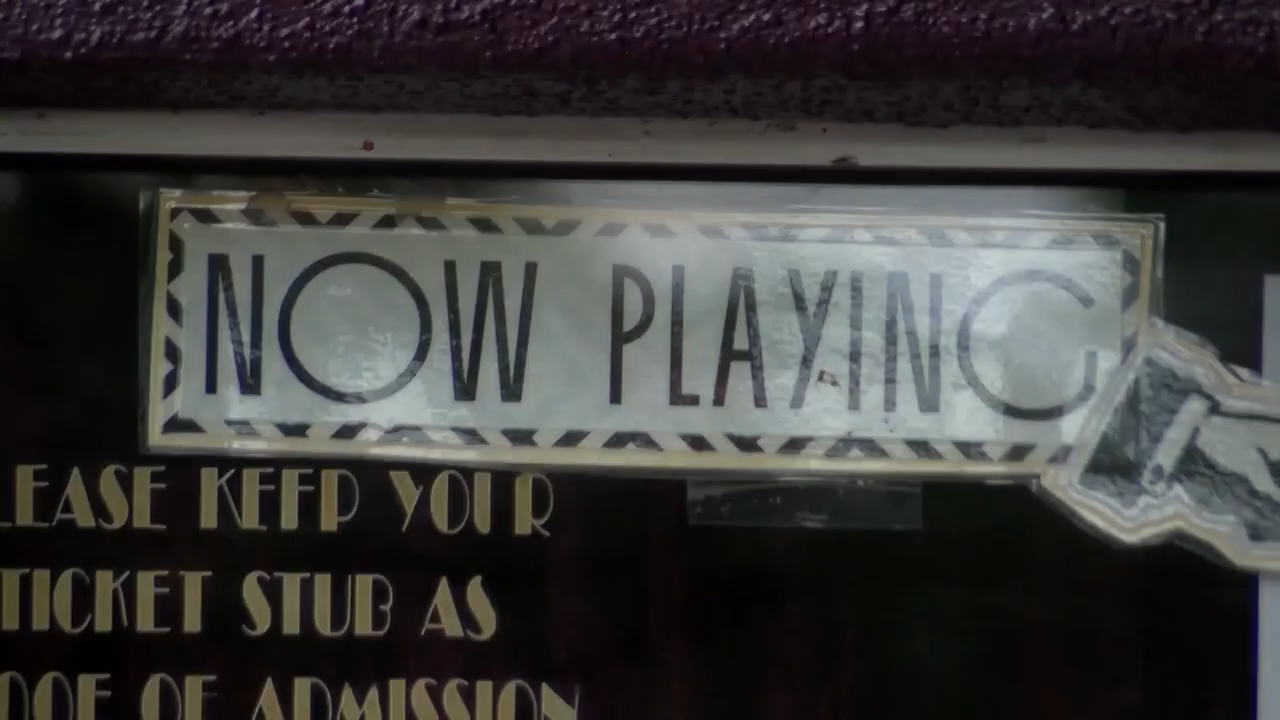 NOW PLAYING
LEASE KEEP YOUR
TICKET STUB AS
OOF OF ADMISSION